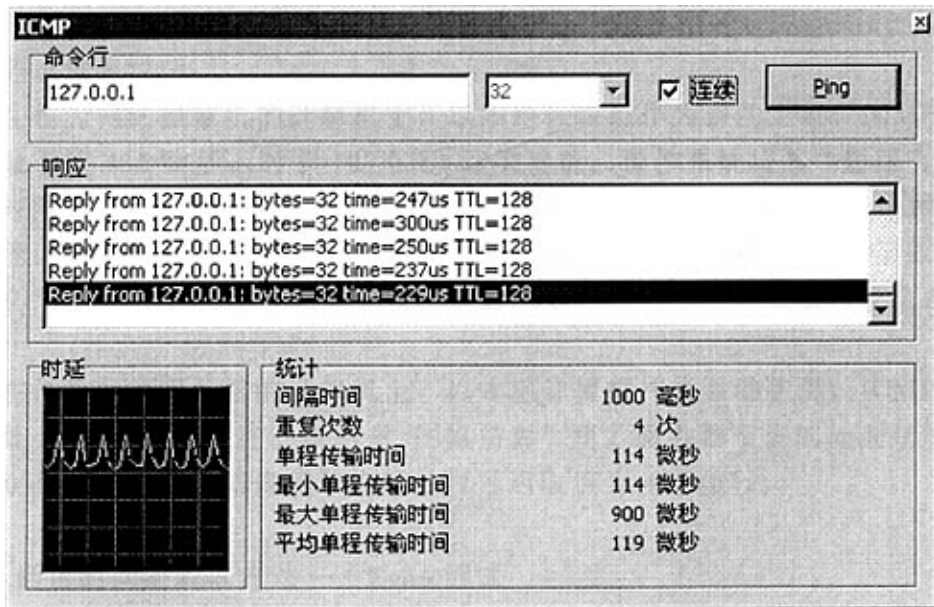 ICMP
命令行
127.0.0.1
32
连续
Ping
响应
Reply from 127.0.0.1: bytes=32 time=247us TTL=128
Reply from 127.0.0.1: bytes=32 time=300us TTL=128
Reply from 127.0.0.1: bytes=32 time=250us TTL=128
Reply from 127.0.0.1: bytes=32 time=237us TTL=128
Reply from 127.0.0.1: bytes=32 time=229us TTL=128
时延
统计
间隔时间 1000 毫秒
重复次数 4 次
单程传输时间 114 微秒
最小单程传输时间 114 微秒
最大单程传输时间 900 微秒
平均单程传输时间 119 微秒